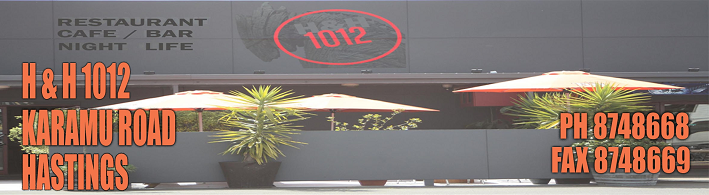 RESTAURANT
CAFE / BAR
NIGHT LIFE
1012
H & H 1012
KARAMU ROAD
HASTINGS
PH 8748668
FAX 8748669